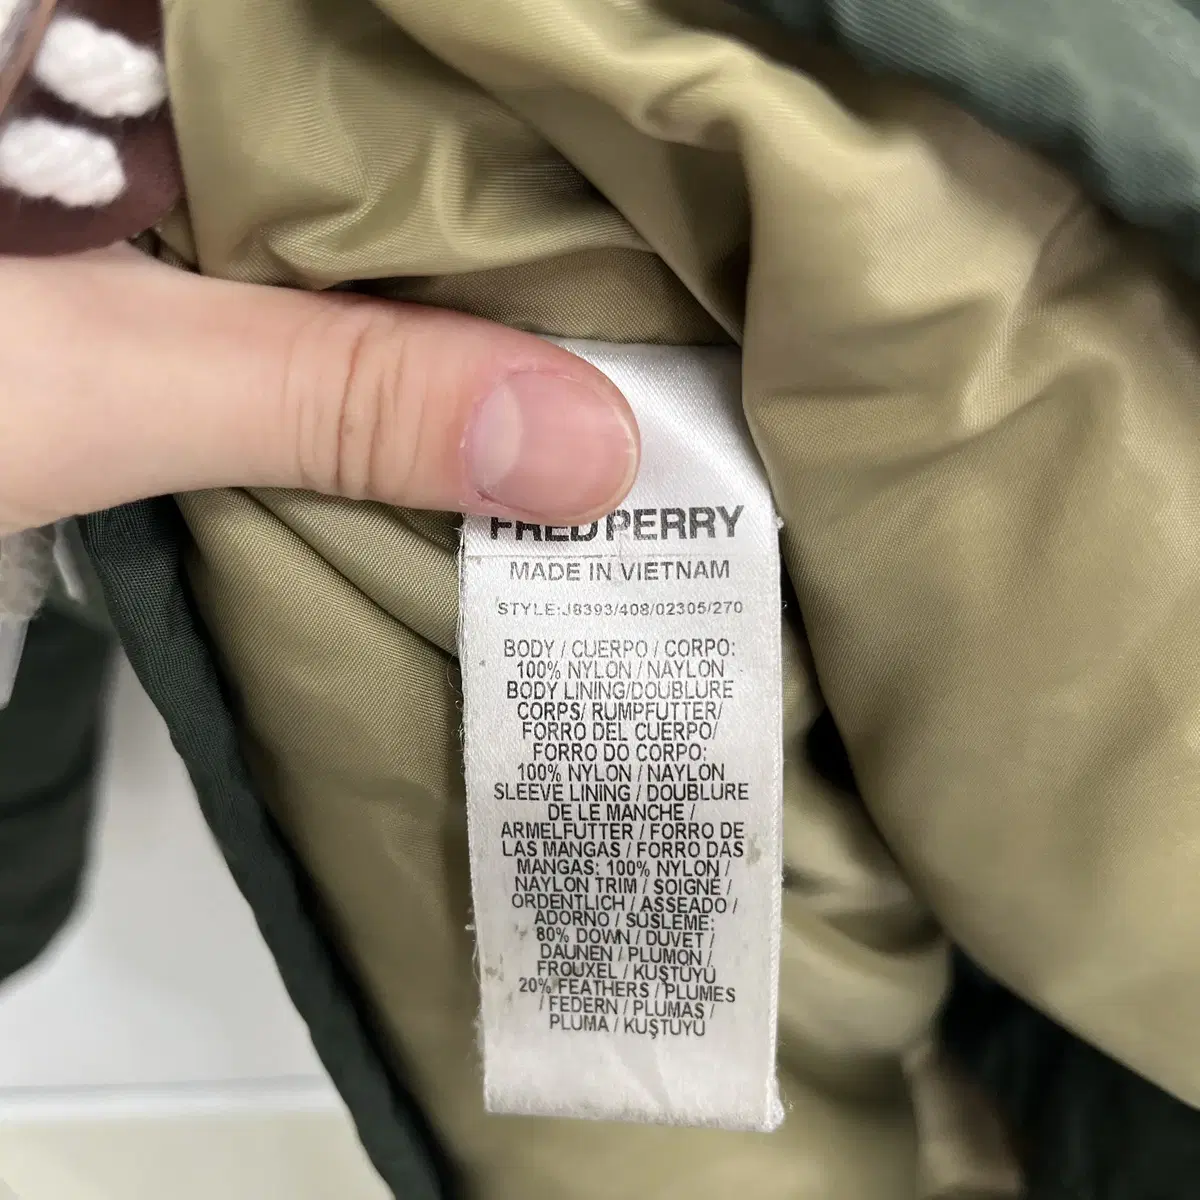 FRED PERRY
MADE IN VIETNAM
STYLE:J8393/408/02305/270
BODY / CUERPO / CORPO:
100% NYLON / NAYLON
BODY LINING/DOUBLURE
CORPS/ RUMPFUTTER/
FORRO DEL CUERPO/
FORRO DO CORPO:
100% NYLON / NAYLON
SLEEVE LINING / DOUBLURE
DE LE MANCHE /
ARMELFUTTER / FORRO DE
LAS MANGAS / FORRO DAS
MANGAS: 100% NYLON /
NAYLON TRIM / SOIGNE /
ORDENTLICH / ASSEADO /
ADORNO / SÜSLEME:
80% DOWN / DUVET /
DAUNEN / PLUMON /
FROUXEL / KUŞTÜYÜ
20% FEATHERS / PLUMES
/ FEDERN / PLUMAS /
PLUMA / KUŞTÜYÜ